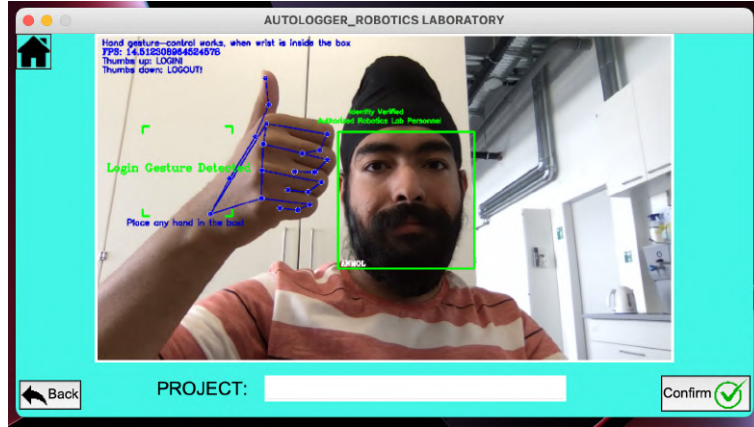 AUTOLOGGER_ROBOTICS LABORATORY
Hand gesture-control works, when wrist is inside the box
FPS: 14.512308964524576
Thumbs up: LOGIN!
Thumbs down: LOGOUT!
Identity Verified
Authorised Robotics Lab Personnel
Login Gesture Detected
Place any hand in the box!
ANMOL
Back
PROJECT:
Confirm